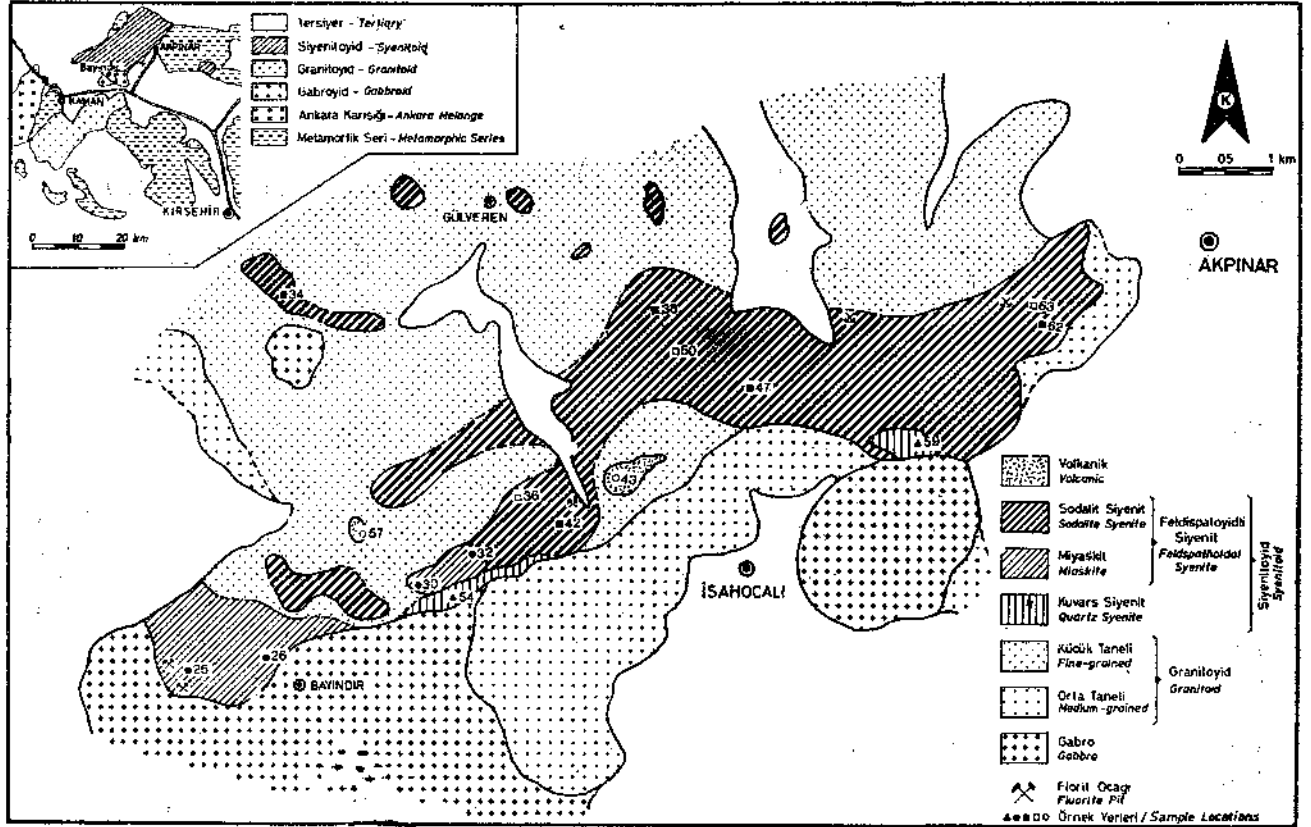 Tersiyer - Tertiary
Siyenitoyid - Syenitoid
Granitoyid - Granitoid
Gabroyid - Gabbroid
Ankara Karışığı - Ankara Melange
Metamorfik Seri - Metamorphic Series
AKPINAR
KAMAN
KIRŞEHİR
0 10 20 km
K
0 05 1 km
AKPINAR
GÜLVEREN
34
35
50
63
62
47
59
36
43
42
57
32
30
54
25
26
İSAHOCALI
BAYINDIR
Volkanik
Volcanic
Sodalit Siyenit
Sodalite Syenite
Miyaskit
Miaskite
Feldispatoyidli
Siyenit
Feldspathoidal
Syenite
Kuvars Siyenit
Quartz Syenite
Siyenitoyid
Syenitoid
Küçük Taneli
Fine-grained
Orta Taneli
Medium-grained
Granitoyid
Granitoid
Gabro
Gabbro
Florit Ocağı
Fluorite Pit
Örnek Yerleri / Sample Locations